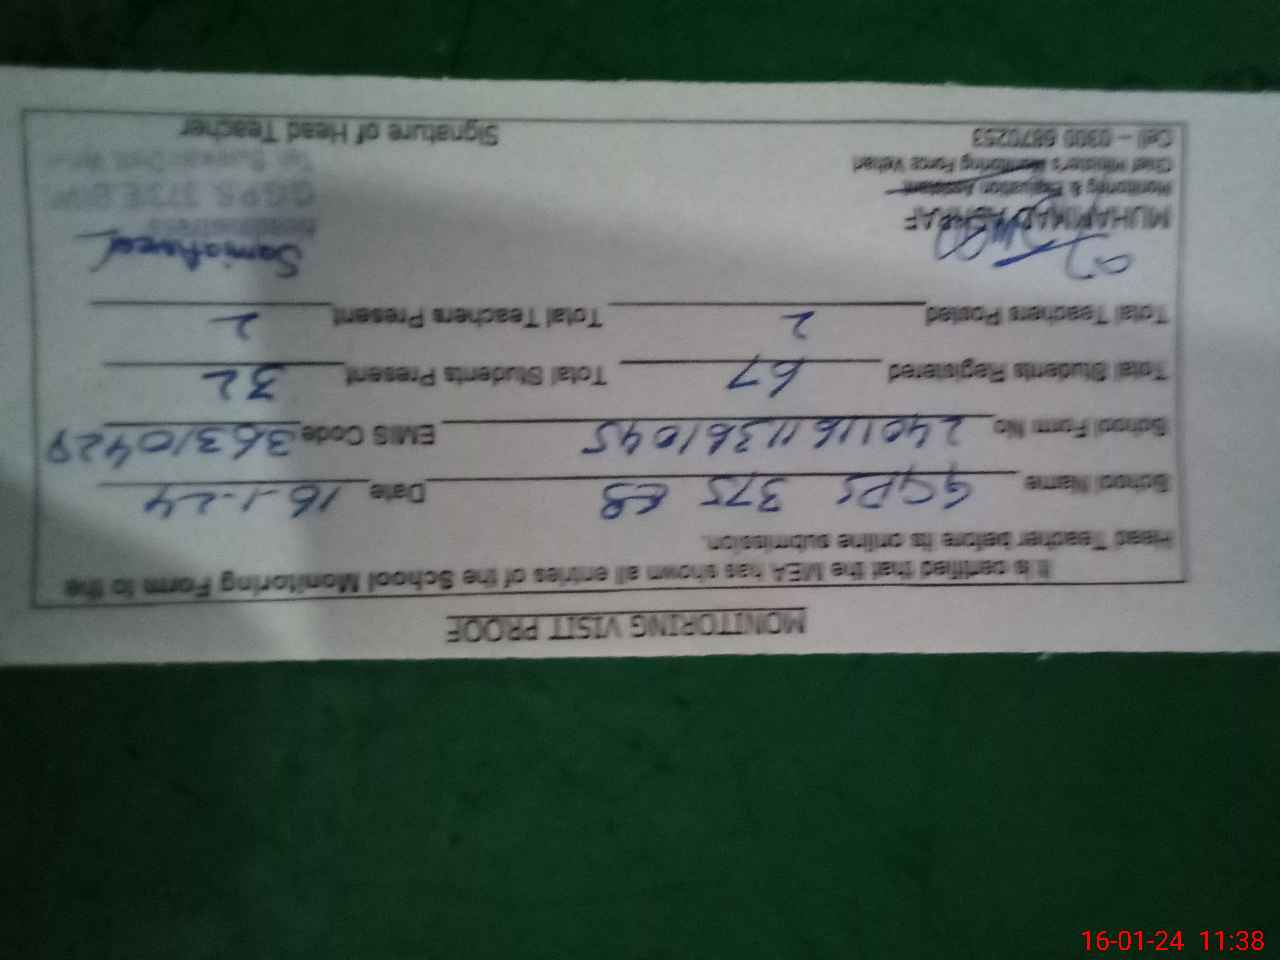 MONITORING VISIT PROOF
It is certified that the MEA has shown all entries of the School Monitoring Form to the
Head Teacher before its online submission.
School Name GGPS 375 EB Date 16-1-24
School Form No 24011611361045 EMIS Code 36310429
Total Students Registered 67 Total Students Present 32
Total Teachers Posted 2 Total Teachers Present 2
MUHAMMAD ASHRAF
Monitoring & Evaluation Assistant
Chief Minister's Monitoring Force Vehari
Cell – 0300 6870253
G.G.P.S. 375/E.B
Signature of Head Teacher
16-01-24 11:38